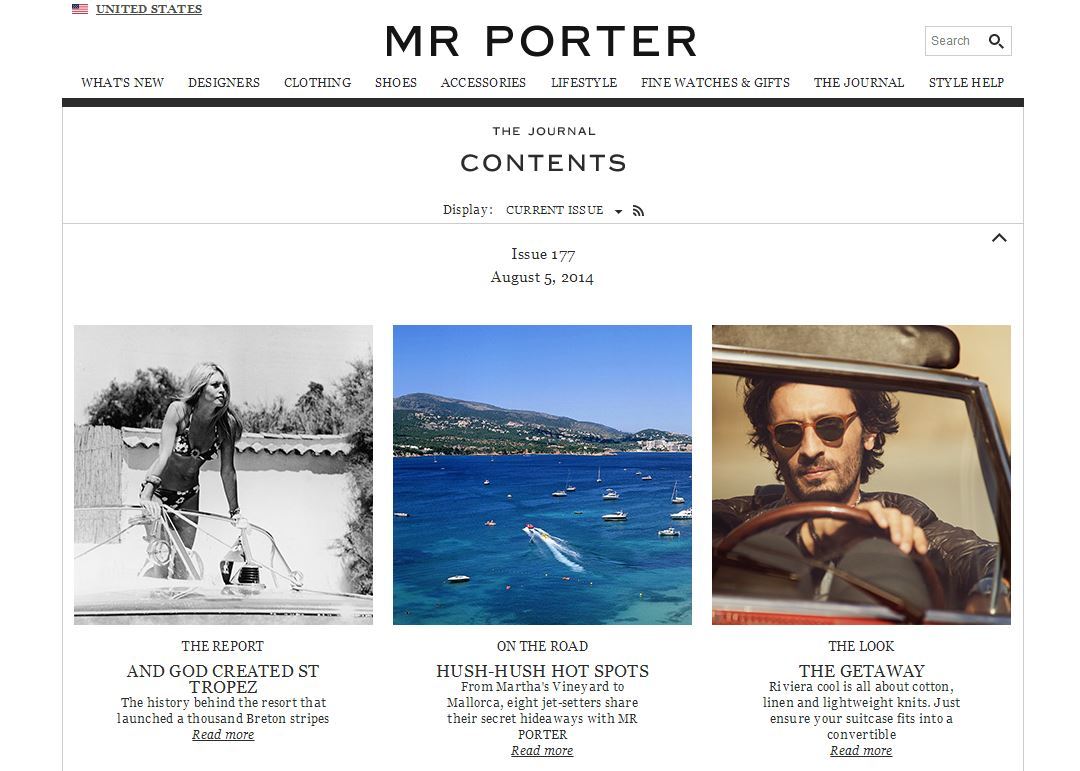 UNITED STATES
MR PORTER
Search
WHAT'S NEW DESIGNERS CLOTHING SHOES ACCESSORIES LIFESTYLE FINE WATCHES & GIFTS THE JOURNAL STYLE HELP
THE JOURNAL
CONTENTS
Display: CURRENT ISSUE
Issue 177
August 5, 2014
THE REPORT
AND GOD CREATED ST
TROPEZ
The history behind the resort that
launched a thousand Breton stripes
Read more
ON THE ROAD
HUSH-HUSH HOT SPOTS
From Martha's Vineyard to
Mallorca, eight jet-setters share
their secret hideaways with MR
PORTER
Read more
THE LOOK
THE GETAWAY
Riviera cool is all about cotton,
linen and lightweight knits. Just
ensure your suitcase fits into a
convertible
Read more